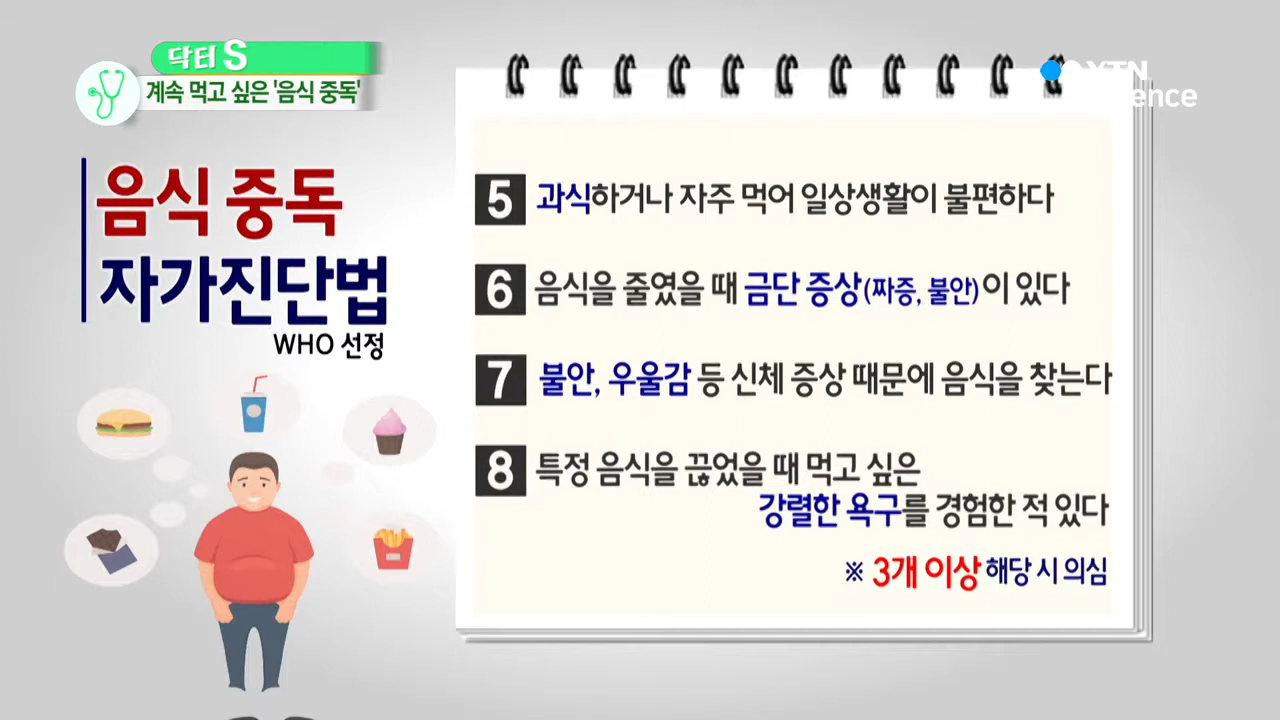 닥터 S
계속 먹고 싶은 '음식 중독'
YTN
ence
음식 중독
자가진단법
WHO 선정
5 과식하거나 자주 먹어 일상생활이 불편하다
6 음식을 줄였을 때 금단 증상(짜증, 불안)이 있다
7 불안, 우울감 등 신체 증상 때문에 음식을 찾는다
8 특정 음식을 끊었을 때 먹고 싶은
강렬한 욕구를 경험한 적 있다
※ 3개 이상 해당 시 의심